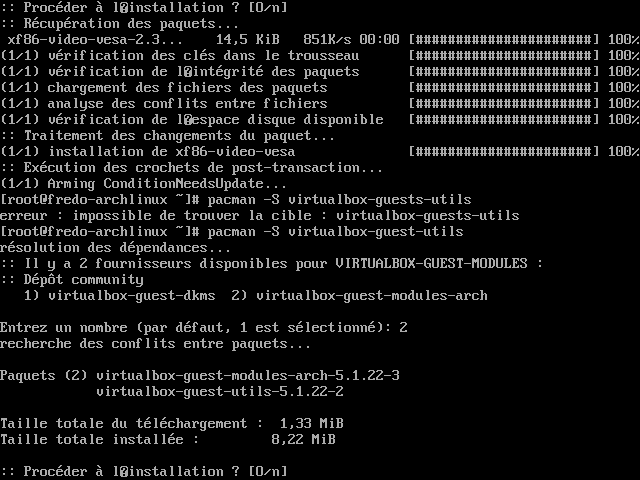 :: Procéder à l�installation ? [O/n]
:: Récupération des paquets...
xf86-video-vesa-2.3... 14,5 KiB 851K/s 00:00 [######################] 100%
(1/1) vérification des clés dans le trousseau [######################] 100%
(1/1) vérification de l�intégrité des paquets [######################] 100%
(1/1) chargement des fichiers des paquets [######################] 100%
(1/1) analyse des conflits entre fichiers [######################] 100%
(1/1) vérification de l�espace disque disponible [######################] 100%
:: Traitement des changements du paquet...
(1/1) installation de xf86-video-vesa [######################] 100%
:: Exécution des crochets de post-transaction...
(1/1) Arming ConditionNeedsUpdate...
[root@fredo-archlinux ~]# pacman -S virtualbox-guests-utils
erreur : impossible de trouver la cible : virtualbox-guests-utils
[root@fredo-archlinux ~]# pacman -S virtualbox-guest-utils
résolution des dépendances...
:: Il y a 2 fournisseurs disponibles pour VIRTUALBOX-GUEST-MODULES :
:: Dépôt community
1) virtualbox-guest-dkms 2) virtualbox-guest-modules-arch
Entrez un nombre (par défaut, 1 est sélectionné): 2
recherche des conflits entre paquets...
Paquets (2) virtualbox-guest-modules-arch-5.1.22-3
virtualbox-guest-utils-5.1.22-2
Taille totale du téléchargement : 1,33 MiB
Taille totale installée : 8,22 MiB
:: Procéder à l�installation ? [O/n]